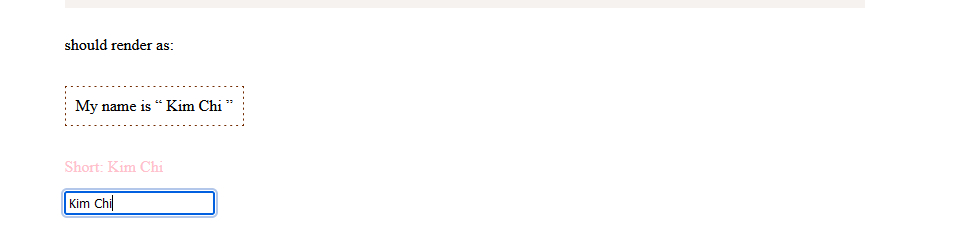 should render as:
My name is “ Kim Chi ”
Short: Kim Chi
Kim Chi